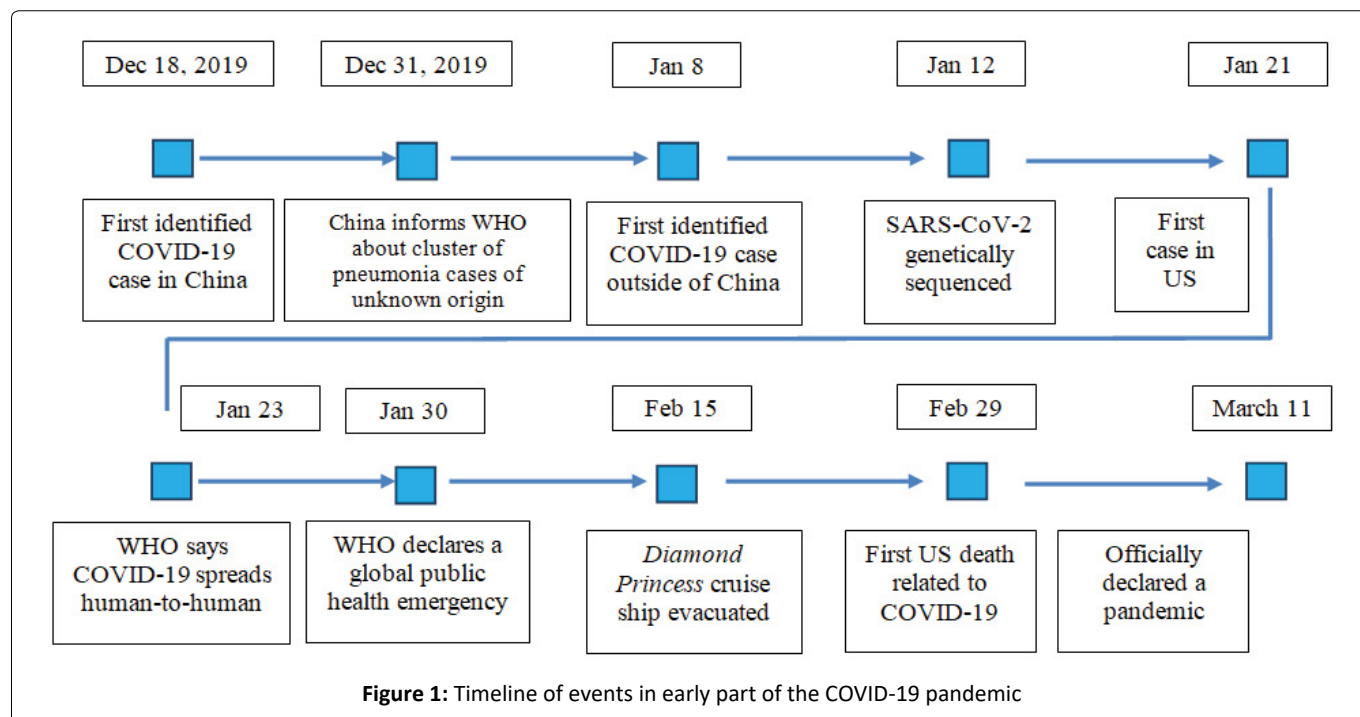 Dec 18, 2019
Dec 31, 2019
Jan 8
Jan 12
Jan 21
First identified
COVID-19
case in China
China informs WHO
about cluster of
pneumonia cases of
unknown origin
First identified
COVID-19 case
outside of China
SARS-CoV-2
genetically
sequenced
First
case in
US
Jan 23
Jan 30
Feb 15
Feb 29
March 11
WHO says
COVID-19 spreads
human-to-human
WHO declares a
global public
health emergency
Diamond
Princess cruise
ship evacuated
First US death
related to
COVID-19
Officially
declared a
pandemic
Figure 1: Timeline of events in early part of the COVID-19 pandemic